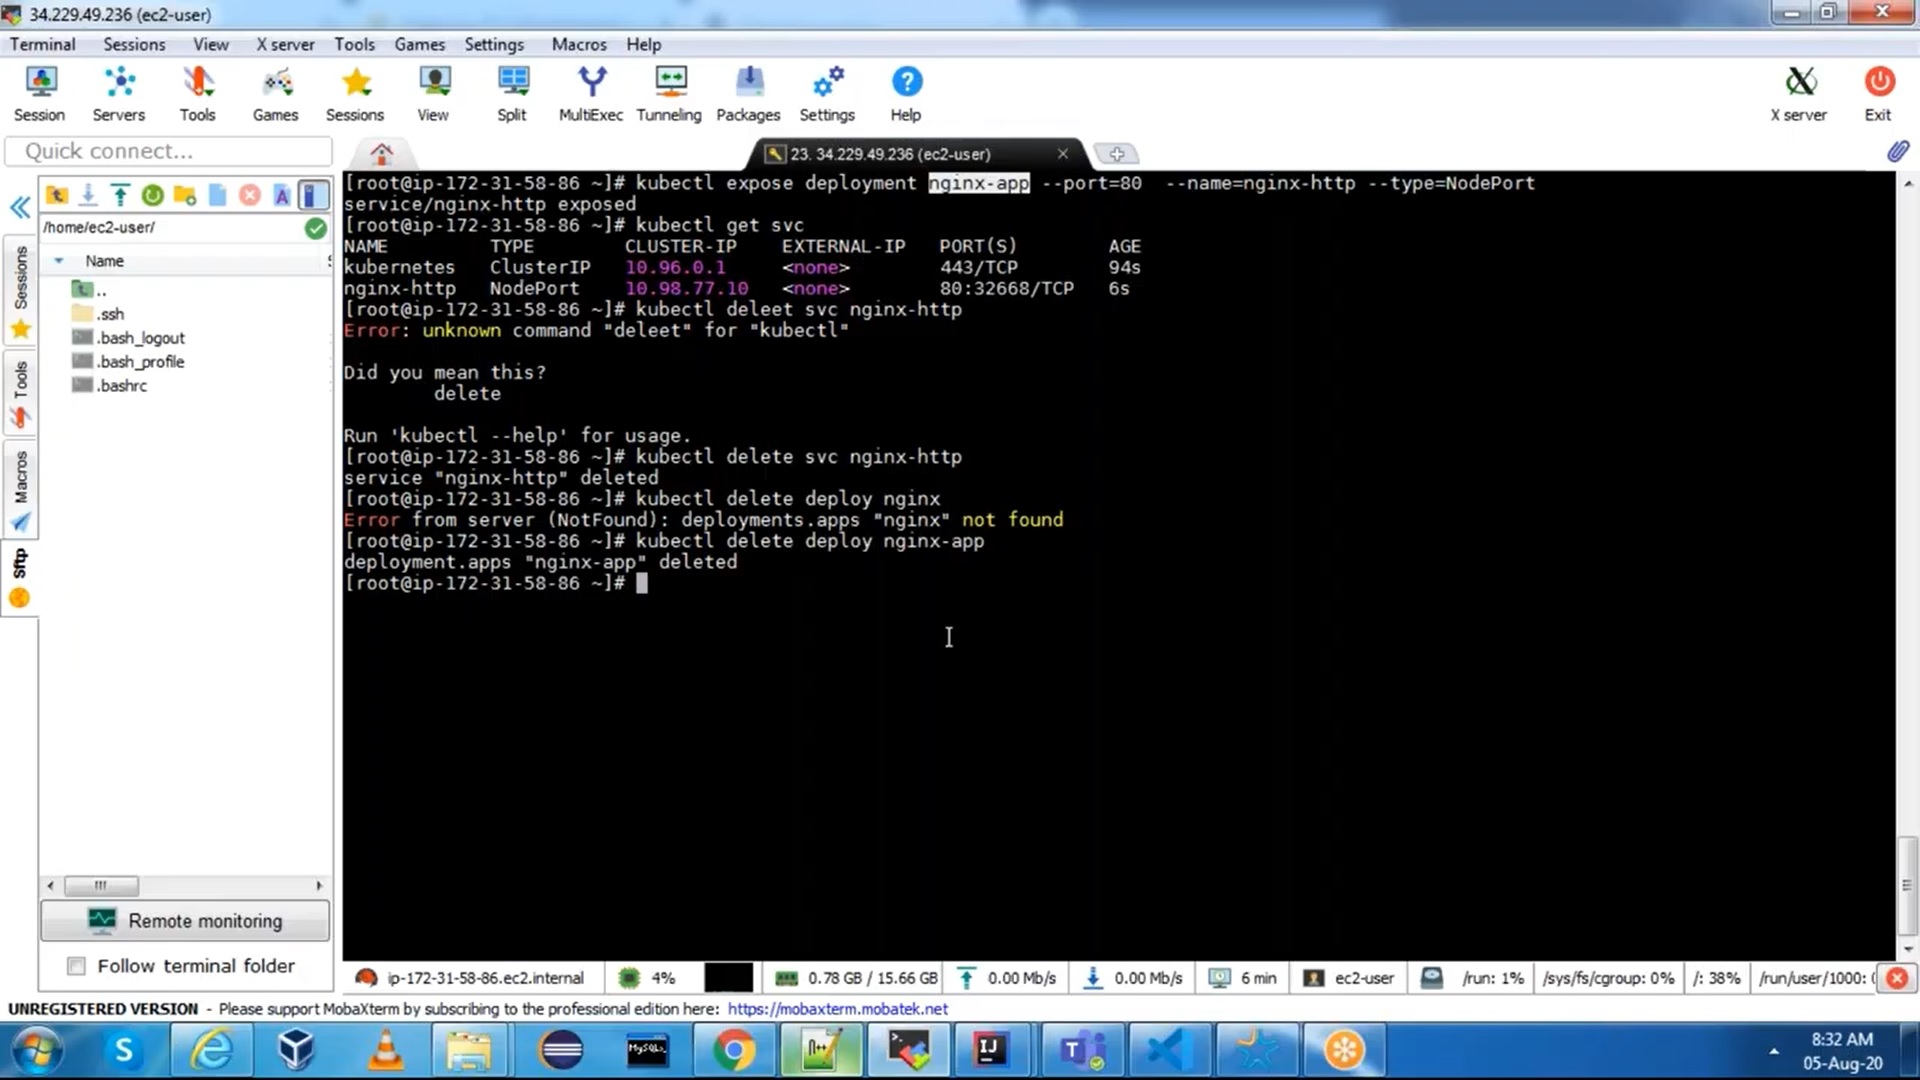 34.229.49.236 (ec2-user)
Terminal Sessions View X server Tools Games Settings Macros Help
Session Servers Tools Games Sessions View Split MultiExec Tunneling Packages Settings Help X server Exit
Quick connect...
23. 34.229.49.236 (ec2-user)
/home/ec2-user/
Name
..
.ssh
.bash_logout
.bash_profile
.bashrc
Sessions
Tools
Macros
Sftp
[root@ip-172-31-58-86 ~]# kubectl expose deployment nginx-app --port=80  --name=nginx-http --type=NodePort
service/nginx-http exposed
[root@ip-172-31-58-86 ~]# kubectl get svc
NAME TYPE CLUSTER-IP EXTERNAL-IP PORT(S) AGE
kubernetes ClusterIP 10.96.0.1 <none> 443/TCP 94s
nginx-http NodePort 10.98.77.10 <none> 80:32668/TCP 6s
[root@ip-172-31-58-86 ~]# kubectl deleet svc nginx-http
Error: unknown command "deleet" for "kubectl"
Did you mean this?
delete
Run 'kubectl --help' for usage.
[root@ip-172-31-58-86 ~]# kubectl delete svc nginx-http
service "nginx-http" deleted
[root@ip-172-31-58-86 ~]# kubectl delete deploy nginx
Error from server (NotFound): deployments.apps "nginx" not found
[root@ip-172-31-58-86 ~]# kubectl delete deploy nginx-app
deployment.apps "nginx-app" deleted
[root@ip-172-31-58-86 ~]#
Remote monitoring
Follow terminal folder
ip-172-31-58-86.ec2.internal 4% 0.78 GB / 15.66 GB 0.00 Mb/s 0.00 Mb/s 6 min ec2-user /run: 1% /sys/fs/cgroup: 0% /: 38% /run/user/1000:
UNREGISTERED VERSION - Please support MobaXterm by subscribing to the professional edition here: https://mobaxterm.mobatek.net
MySQL
N++
IJ
8:32 AM
05-Aug-20